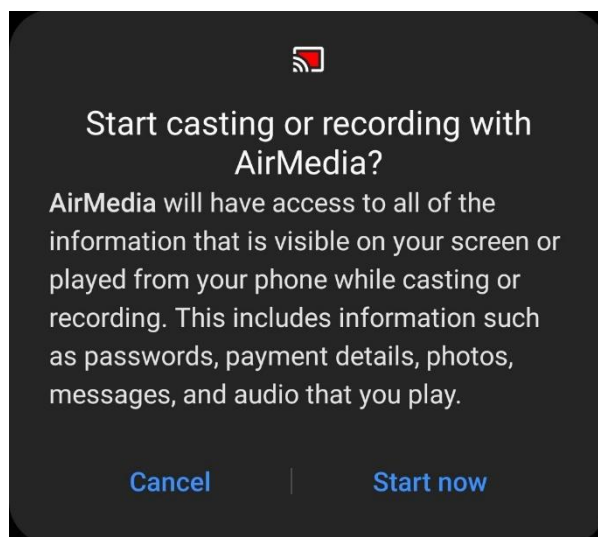 Start casting or recording with
AirMedia?
AirMedia will have access to all of the
information that is visible on your screen or
played from your phone while casting or
recording. This includes information such
as passwords, payment details, photos,
messages, and audio that you play.
Cancel
Start now